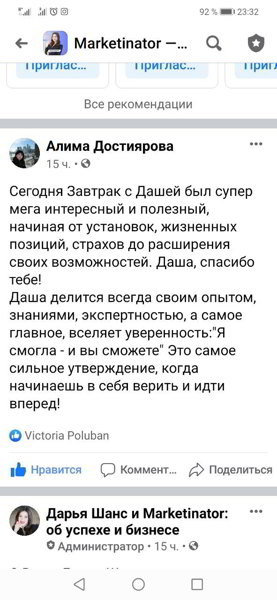 92 % 23:32
Marketinator —...
Приглас...
Приглас...
Все рекомендации
Алима Достиярова
15 ч. •
Сегодня Завтрак с Дашей был супер
мега интересный и полезный,
начиная от установок, жизненных
позиций, страхов до расширения
своих возможностей. Даша, спасибо
тебе!
Даша делится всегда своим опытом,
знаниями, экспертностью, а самое
главное, вселяет уверенность:"Я
смогла - и вы сможете" Это самое
сильное утверждение, когда
начинаешь в себя верить и идти
вперед!
Victoria Poluban
Нравится Коммент... Поделиться
Дарья Шанс и Marketinator:
об успехе и бизнесе
Администратор • 15 ч. •